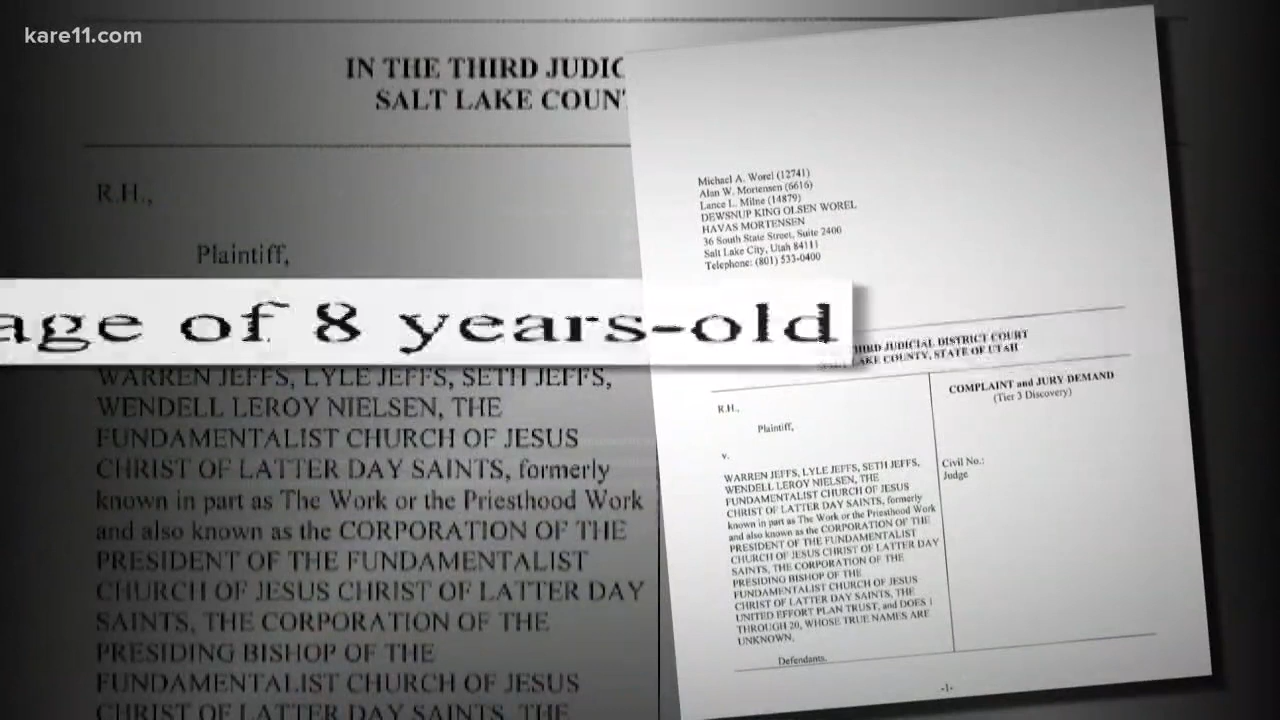 kare11.com
IN THE THIRD JUDIC
SALT LAKE COUN
R.H.,
Plaintiff,
age of 8 years-old
WARREN JEFFS, LYLE JEFFS, SETH JEFFS,
WENDELL LEROY NIELSEN, THE
FUNDAMENTALIST CHURCH OF JESUS
CHRIST OF LATTER DAY SAINTS, formerly
known in part as The Work or the Priesthood Work
and also known as the CORPORATION OF THE
PRESIDENT OF THE FUNDAMENTALIST
CHURCH OF JESUS CHRIST OF LATTER DAY
SAINTS, THE CORPORATION OF THE
PRESIDING BISHOP OF THE
FUNDAMENTALIST CHURCH OF JESUS
CHRIST OF LATTER DAY SAINTS, THE
Michael A. Worel (12741)
Alan W. Mortensen (6616)
Lance L. Milne (14879)
DEWSNUP KING OLSEN WOREL
HAVAS MORTENSEN
36 South State Street, Suite 2400
Salt Lake City, Utah 84111
Telephone: (801) 533-0400
HIRD JUDICIAL DISTRICT COURT
LAKE COUNTY, STATE OF UTAH
R.H.,
Plaintiff,
v.
WARREN JEFFS, LYLE JEFFS, SETH JEFFS,
WENDELL LEROY NIELSEN, THE
FUNDAMENTALIST CHURCH OF JESUS
CHRIST OF LATTER DAY SAINTS, formerly
known in part as The Work or the Priesthood Work
and also known as the CORPORATION OF THE
PRESIDENT OF THE FUNDAMENTALIST
CHURCH OF JESUS CHRIST OF LATTER DAY
SAINTS, THE CORPORATION OF THE
PRESIDING BISHOP OF THE
FUNDAMENTALIST CHURCH OF JESUS
CHRIST OF LATTER DAY SAINTS, THE
UNITED EFFORT PLAN TRUST, and DOES 1
THROUGH 20, WHOSE TRUE NAMES ARE
UNKNOWN,
Defendants.
COMPLAINT and JURY DEMAND
(Tier 3 Discovery)
Civil No.:
Judge
-1-